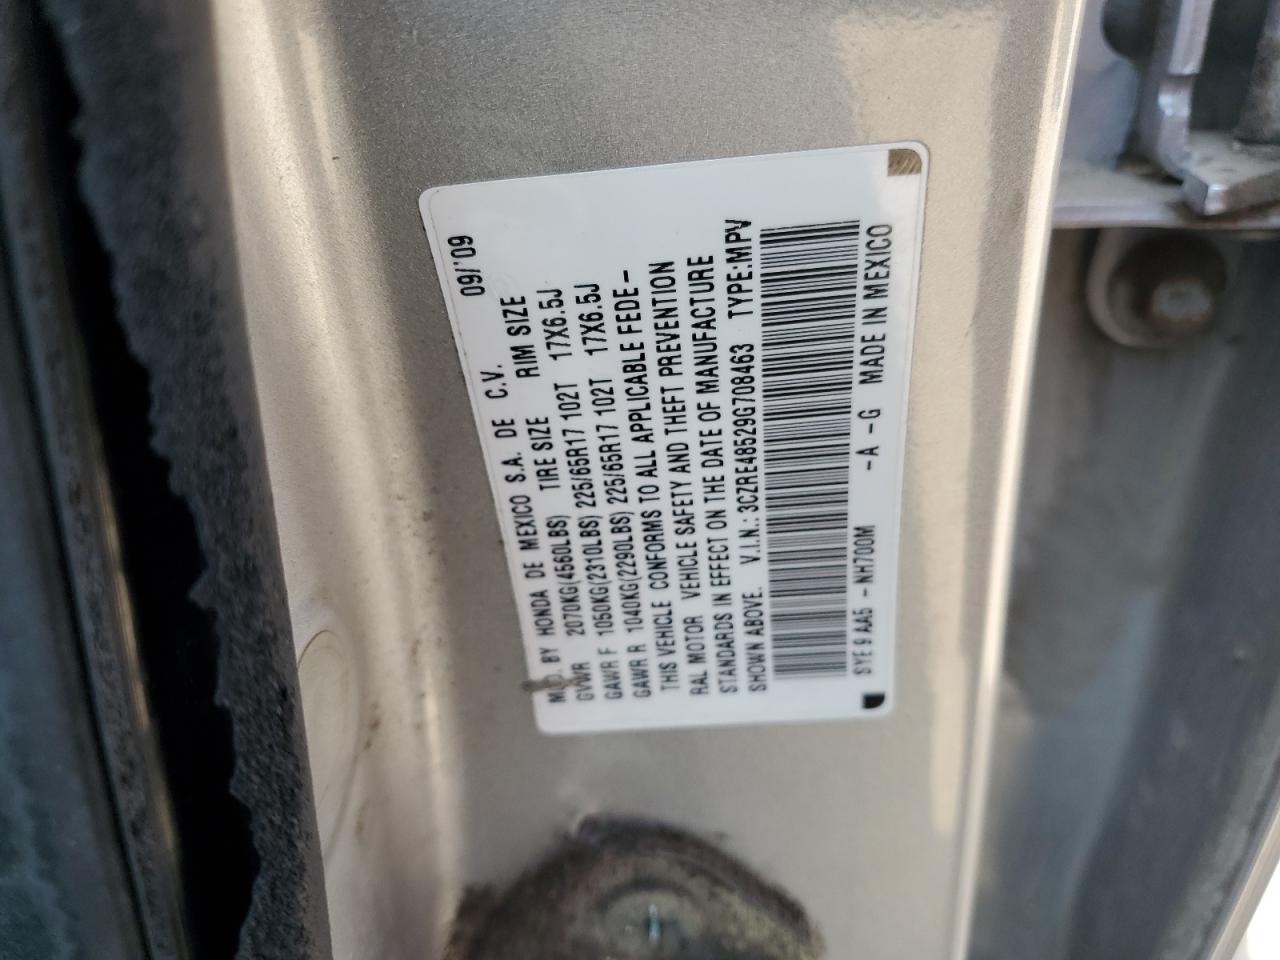 09/'09
MFD. BY HONDA DE MEXICO S.A. DE C.V.
GVWR 2070KG(4560LBS) TIRE SIZE RIM SIZE
GAWR F 1050KG(2310LBS) 225/65R17 102T 17X6.5J
GAWR R 1040KG(2290LBS) 225/65R17 102T 17X6.5J
THIS VEHICLE CONFORMS TO ALL APPLICABLE FEDE-
RAL MOTOR VEHICLE SAFETY AND THEFT PREVENTION
STANDARDS IN EFFECT ON THE DATE OF MANUFACTURE
SHOWN ABOVE. V.I.N.:3CZRE48529G708463 TYPE:MPV
SYE 9 AA5 - NH700M -A -G MADE IN MEXICO